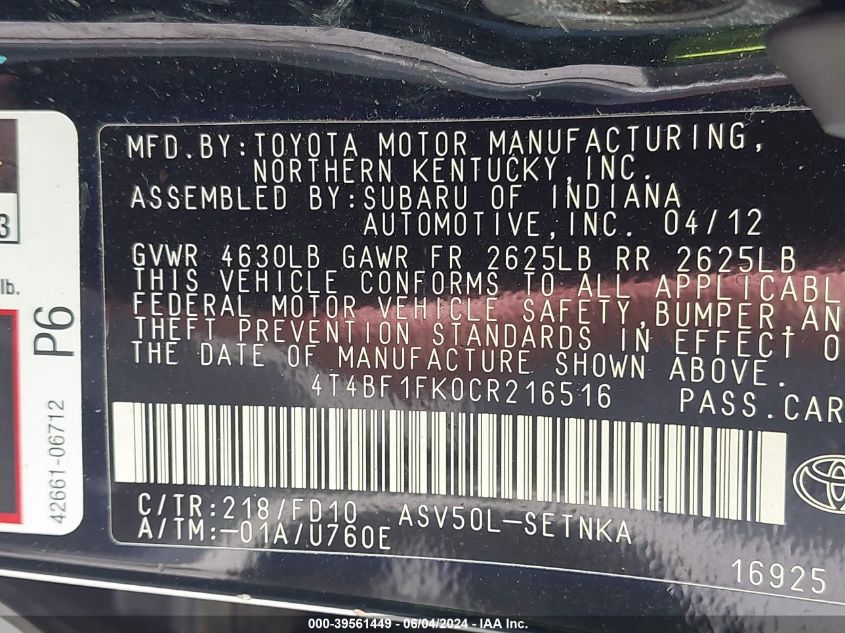 MFD.BY:TOYOTA MOTOR MANUFACTURING,
NORTHERN KENTUCKY,INC.
ASSEMBLED BY:SUBARU OF INDIANA
AUTOMOTIVE,INC. 04/12
GVWR 4630LB GAWR FR 2625LB RR 2625LB
THIS VEHICLE CONFORMS TO ALL APPLICABL
FEDERAL MOTOR VEHICLE SAFETY,BUMPER,AN
THEFT PREVENTION STANDARDS IN EFFECT O
THE DATE OF MANUFACTURE SHOWN ABOVE.
4T4BF1FK0CR216516 PASS.CAR
C/TR:218/FD10 ASV50L-SETNKA
A/TM:-01A/U760E
16925
3
lb.
P6
42661-06712
000-39561449 - 06/04/2024 - IAA Inc.